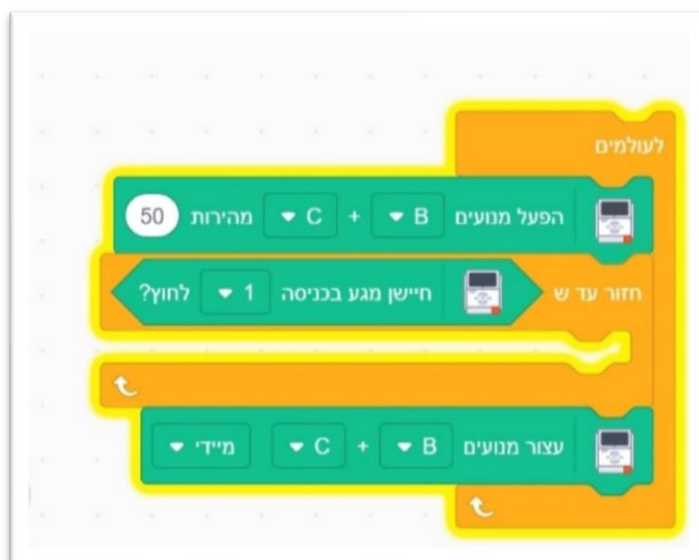 לעולמים
הפעל מנועים B + C מהירות 50
חזור עד ש חיישן מגע בכניסה 1 לחוץ?
עצור מנועים B + C מיידי